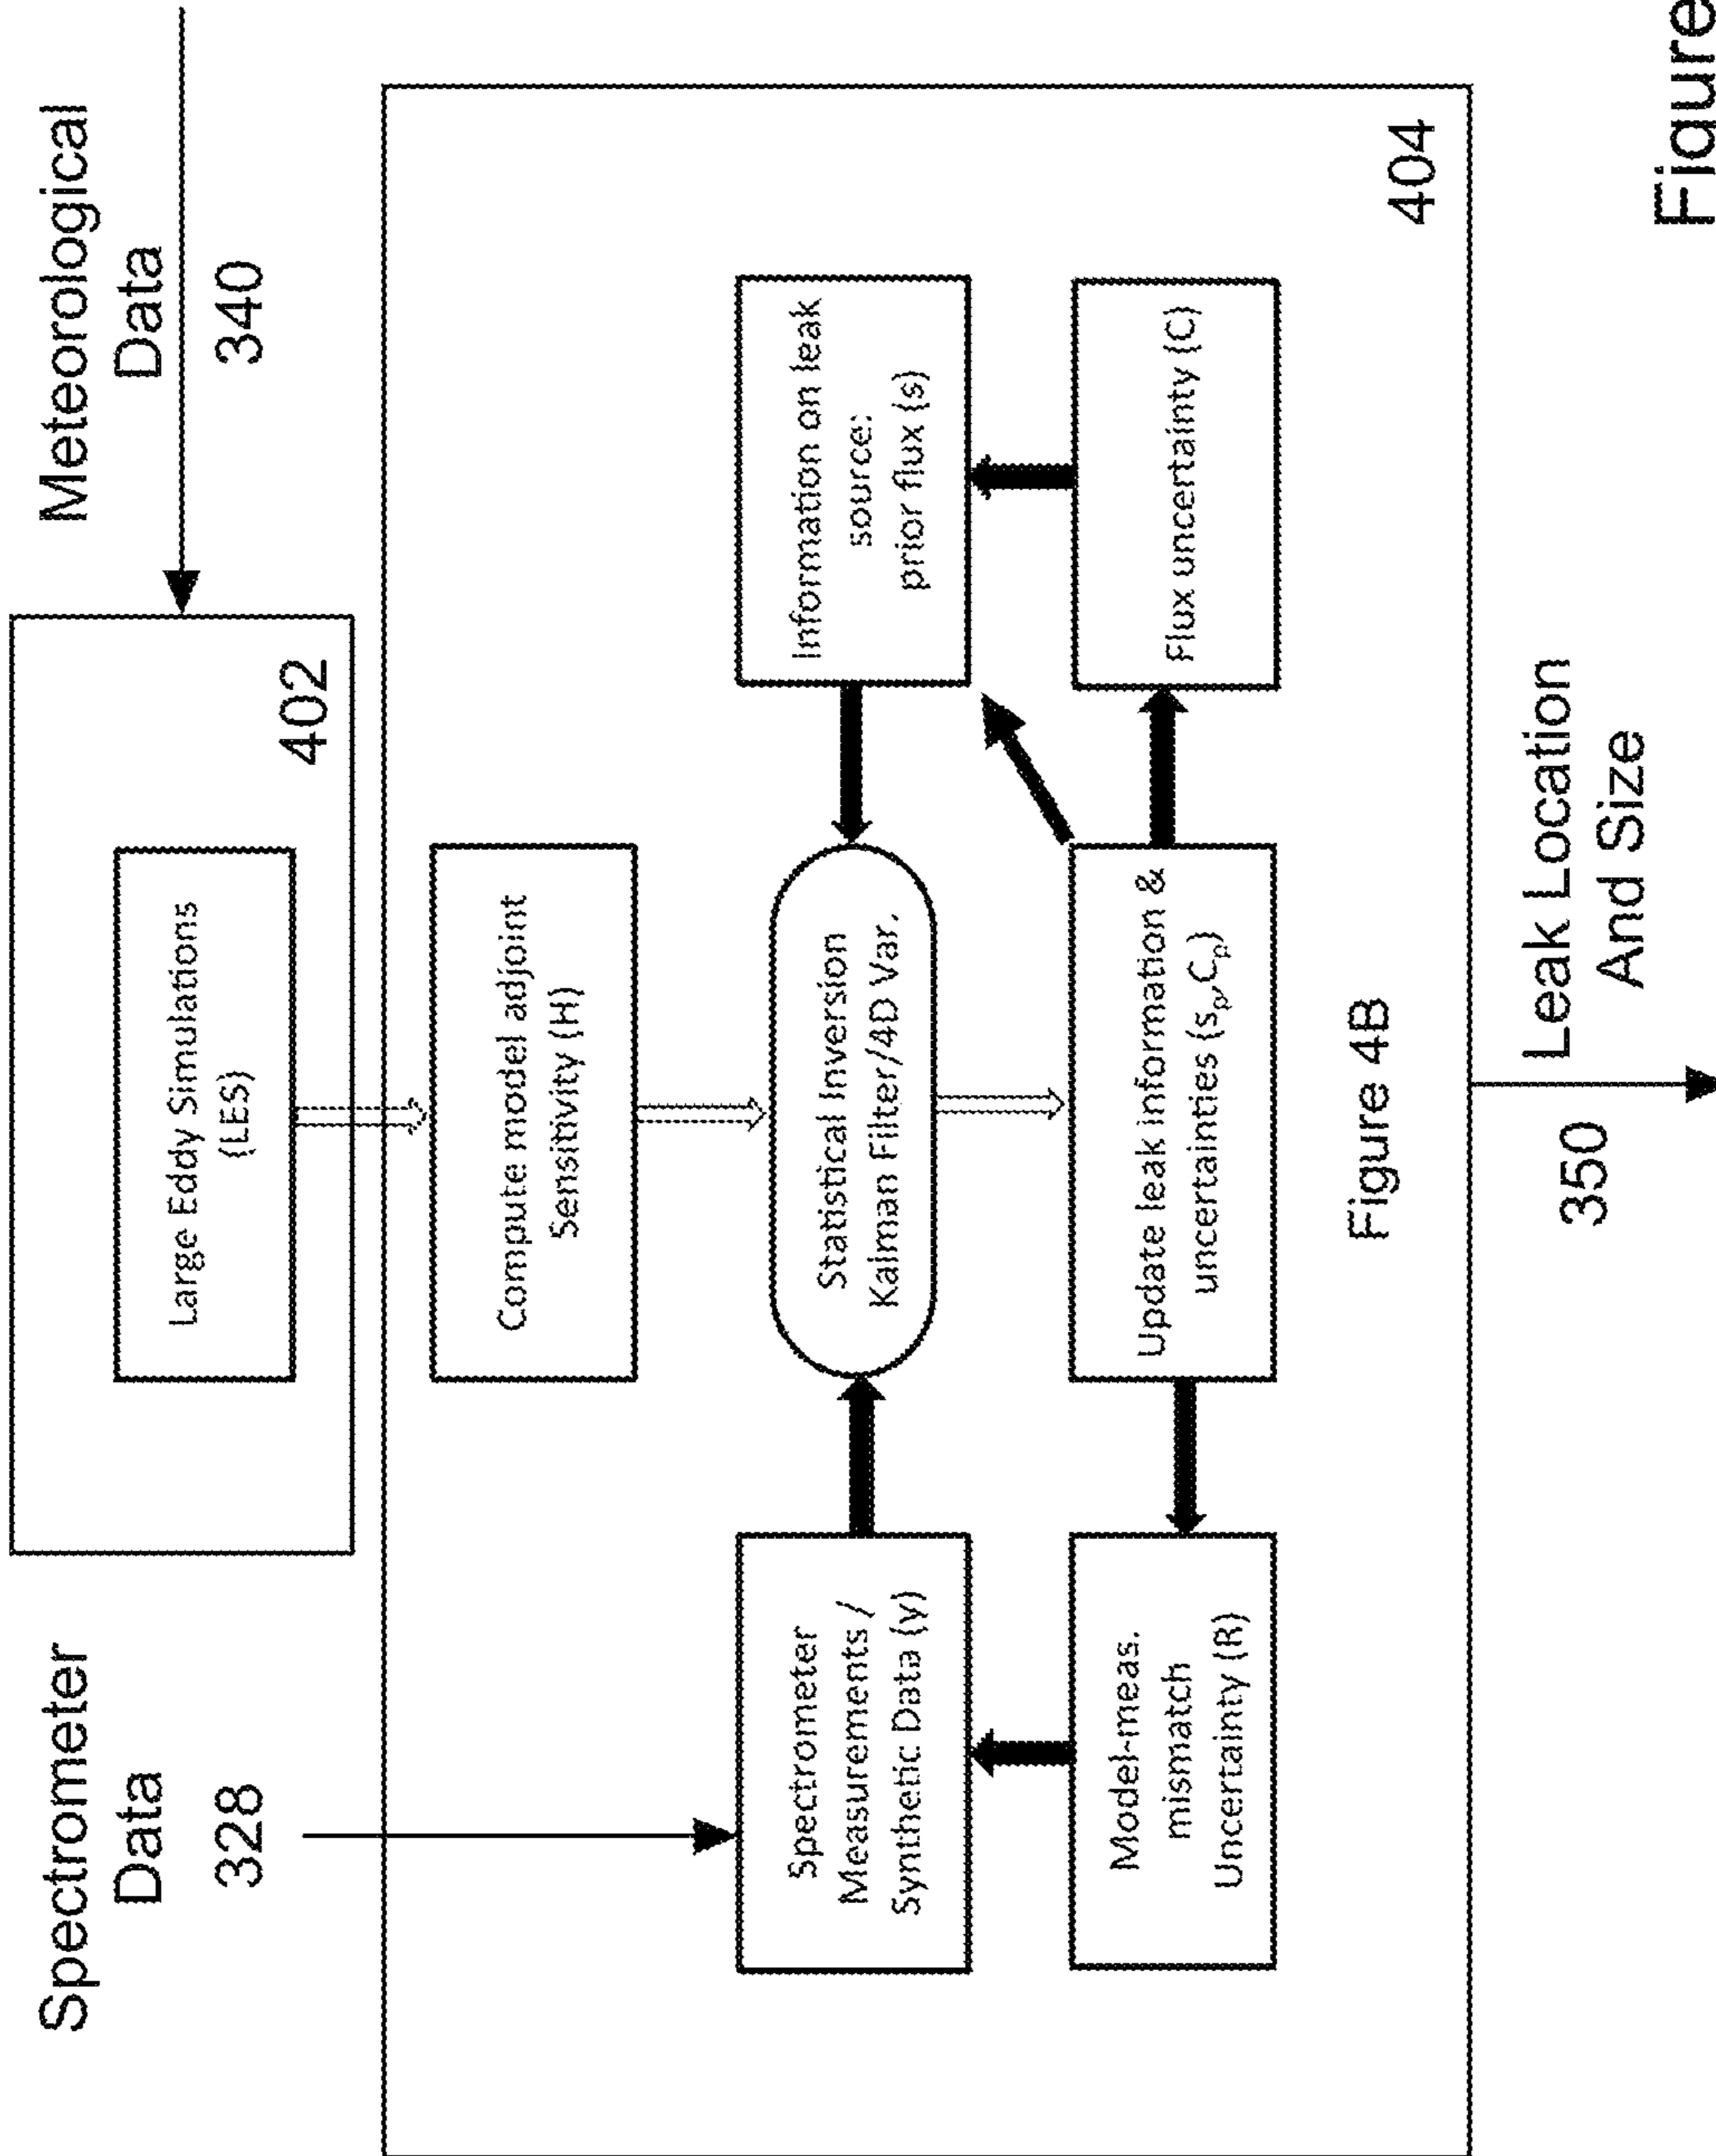 Spectrometer
Data
328
Meteorological
Data
340
Large Eddy Simulations
(LES)
402
Compute model adjoint
Sensitivity (H)
Spectrometer
Measurements /
Synthetic Data (y)
Statistical Inversion
Kalman Filter/4D Var.
Information on leak
source:
prior flux (s)
Model-meas.
mismatch
Uncertainty (R)
Update leak information &
uncertainties (sₚ,Cₚ)
Flux uncertainty (C)
Figure 4B
404
350
Leak Location
And Size
Figure